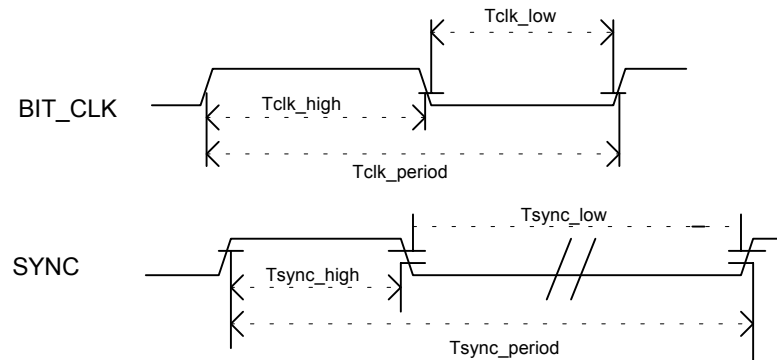 Tclk_low
BIT_CLK
Tclk_high
Tclk_period
Tsync_low
SYNC
Tsync_high
Tsync_period